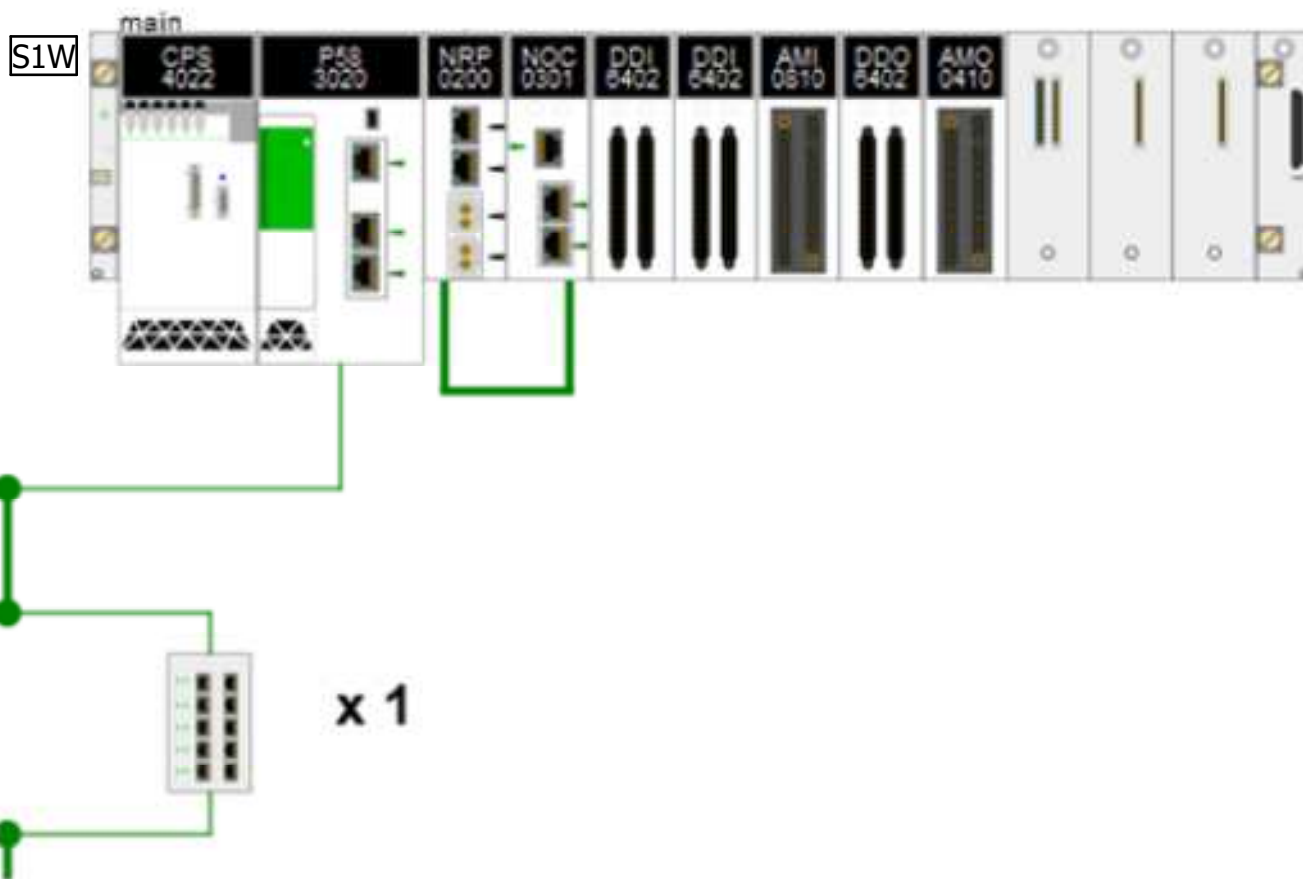 main
S1W
CPS
4022
P58
3020
NRP
0200
NOC
0301
DDI
6402
DDI
6402
AMI
0810
DDO
6402
AMO
0410
x 1